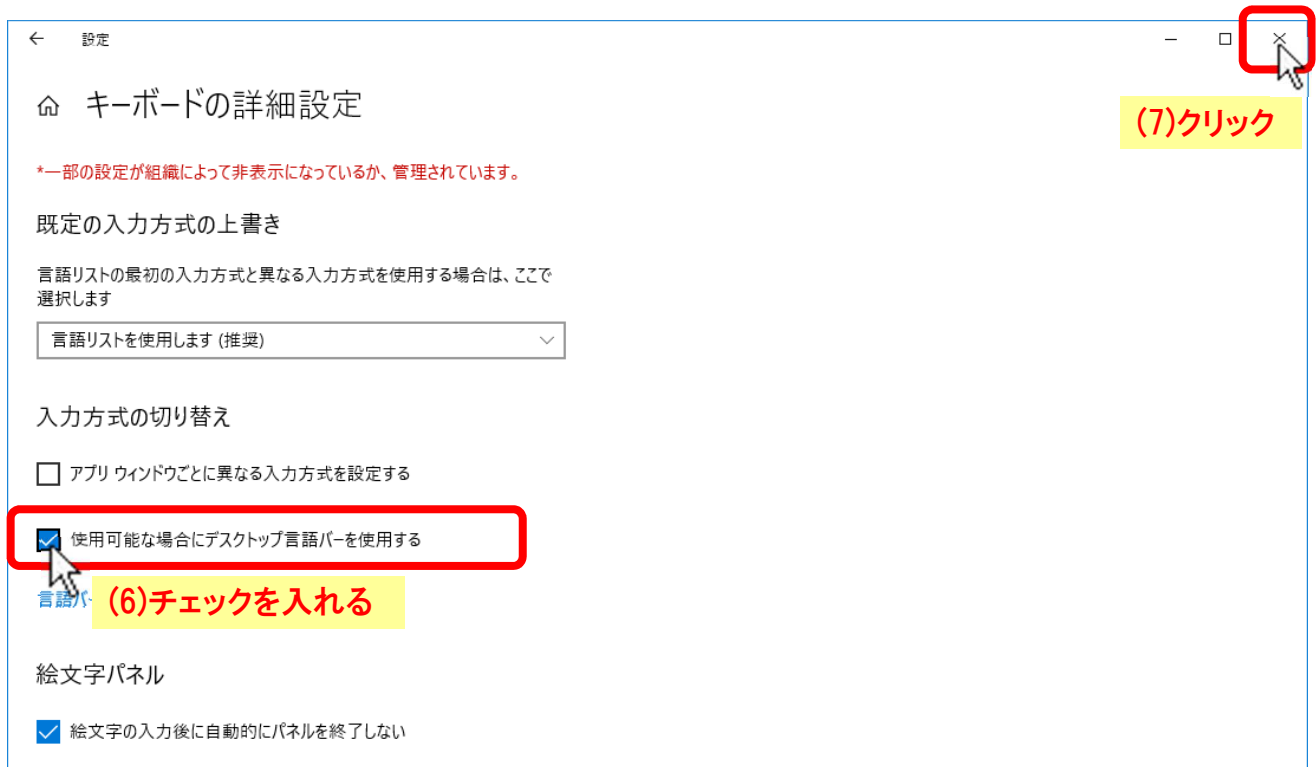 設定
キーボードの詳細設定
(7)クリック
*一部の設定が組織によって非表示になっているか、管理されています。
既定の入力方式の上書き
言語リストの最初の入力方式と異なる入力方式を使用する場合は、ここで
選択します
言語リストを使用します (推奨)
入力方式の切り替え
アプリ ウィンドウごとに異なる入力方式を設定する
使用可能な場合にデスクトップ言語バーを使用する
言語バー
(6)チェックを入れる
絵文字パネル
絵文字の入力後に自動的にパネルを終了しない